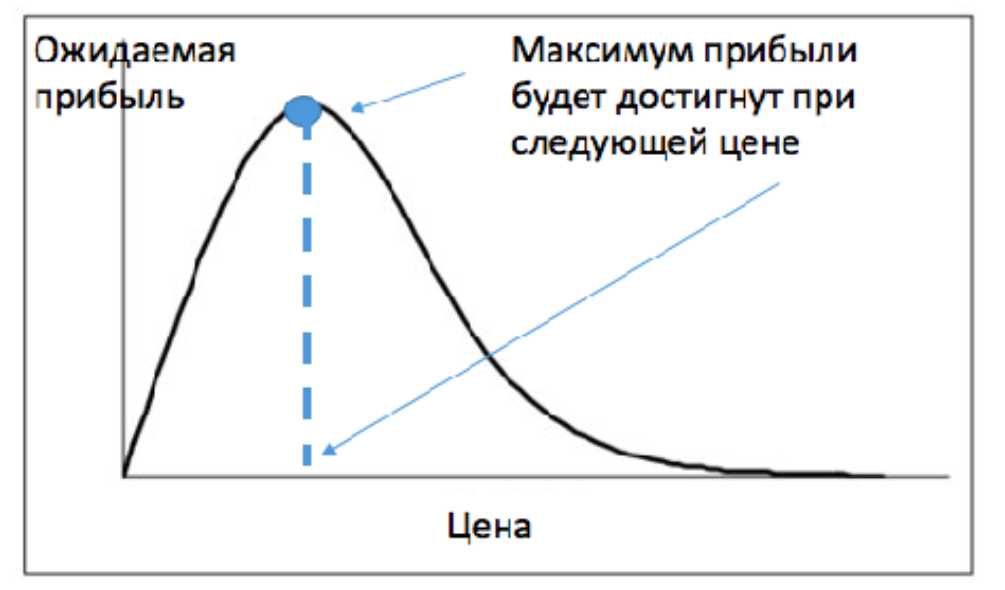 Ожидаемая
прибыль
Максимум прибыли
будет достигнут при
следующей цене
Цена